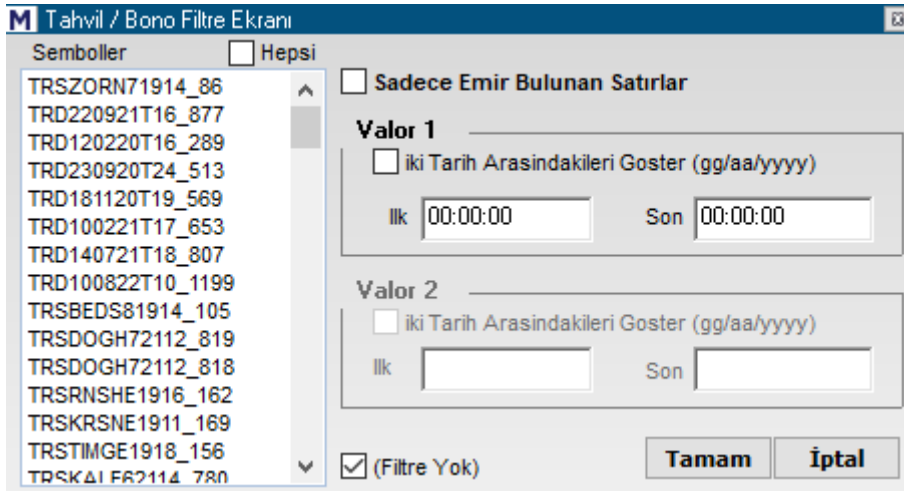 M Tahvil / Bono Filtre Ekranı
Semboller Hepsi
TRSZORN71914_86
TRD220921T16_877
TRD120220T16_289
TRD230920T24_513
TRD181120T19_569
TRD100221T17_653
TRD140721T18_807
TRD100822T10_1199
TRSBEDS81914_105
TRSDOGH72112_819
TRSDOGH72112_818
TRSRNSHE1916_162
TRSKRSNE1911_169
TRSTIMGE1918_156
TRSKALE62114_780
Sadece Emir Bulunan Satırlar
Valor 1
iki Tarih Arasindakileri Goster (gg/aa/yyyy)
Ilk 00:00:00 Son 00:00:00
Valor 2
iki Tarih Arasindakileri Goster (gg/aa/yyyy)
Ilk Son
(Filtre Yok) Tamam İptal